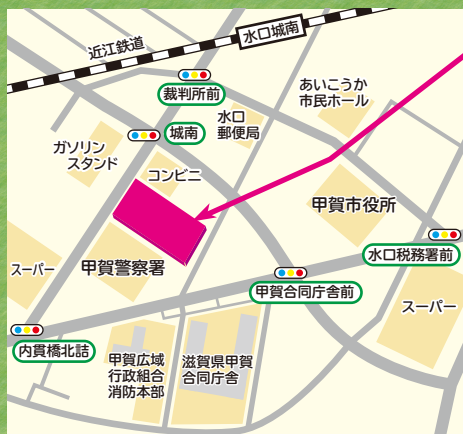 近江鉄道
水口城南
裁判所前
あいこうか
市民ホール
水口
郵便局
城南
ガソリン
スタンド
コンビニ
甲賀市役所
水口税務署前
スーパー
甲賀警察署
甲賀合同庁舎前
スーパー
内貫橋北詰
甲賀広域
行政組合
消防本部
滋賀県甲賀
合同庁舎